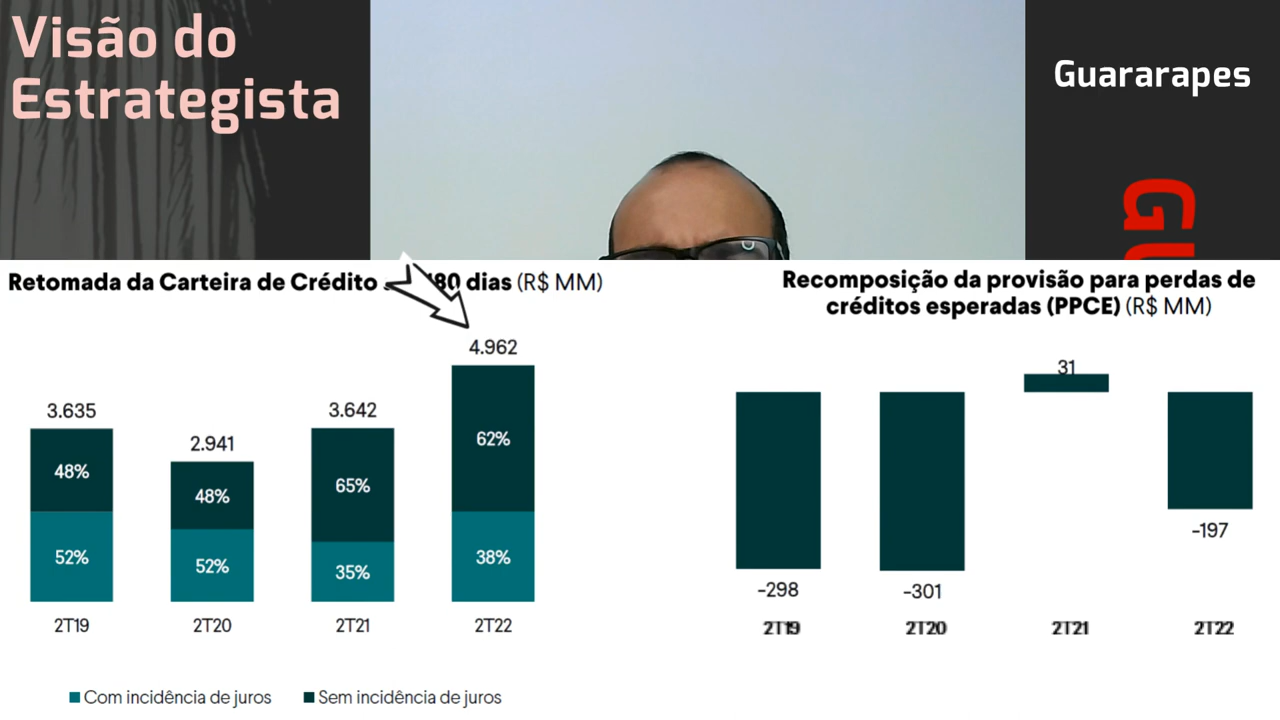 Visão do
Estrategista
Guararapes
GU
Retomada da Carteira de Crédito 180 dias (R$ MM)
4.962
3.635
3.642
2.941
62%
48%
65%
48%
52%
52%
35%
38%
2T19
2T20
2T21
2T22
Com incidência de juros
Sem incidência de juros
Recomposição da provisão para perdas de
créditos esperadas (PPCE) (R$ MM)
31
-197
-298
-301
2T19
2T20
2T21
2T22